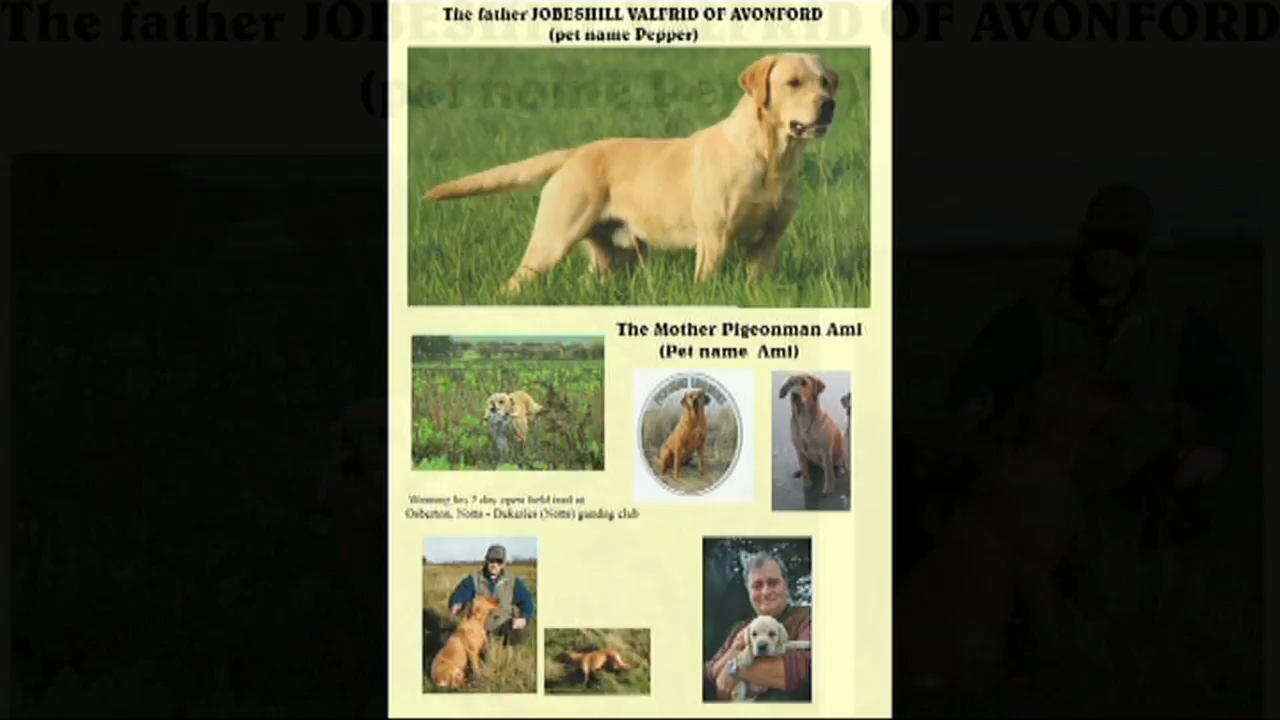 The father JOBESHILL VALFRID OF AVONFORD
(pet name Pepper)
The Mother Pigeonman Ami
(Pet name Ami)
Winning his 2 day open field trial at
Osberton, Notts - Dukeries (Notts) gundog club